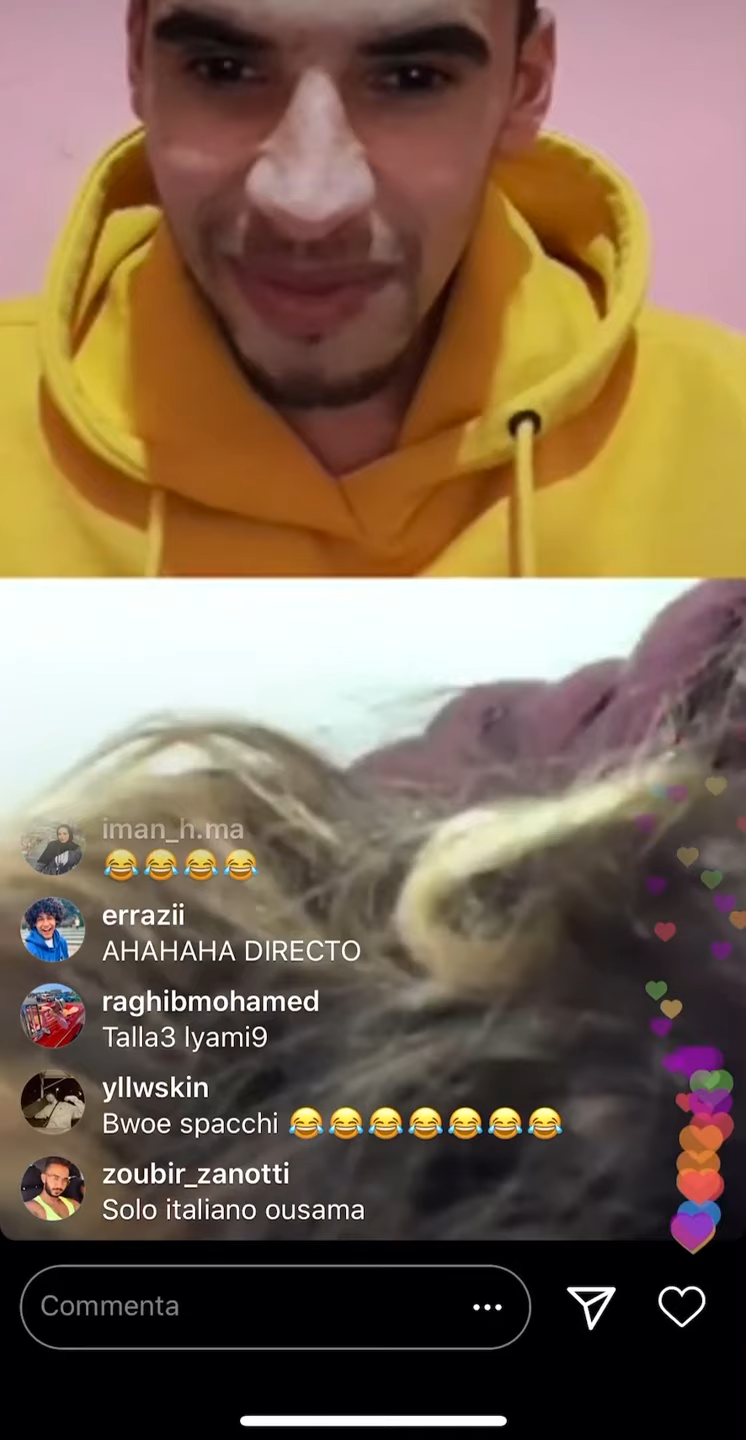 iman_h.ma
😂😂😂😂
errazii
AHAHAHA DIRECTO
raghibmohamed
Talla3 lyami9
yllwskin
Bwoe spacchi 😂😂😂😂😂😂😂
zoubir_zanotti
Solo italiano ousama
Commenta